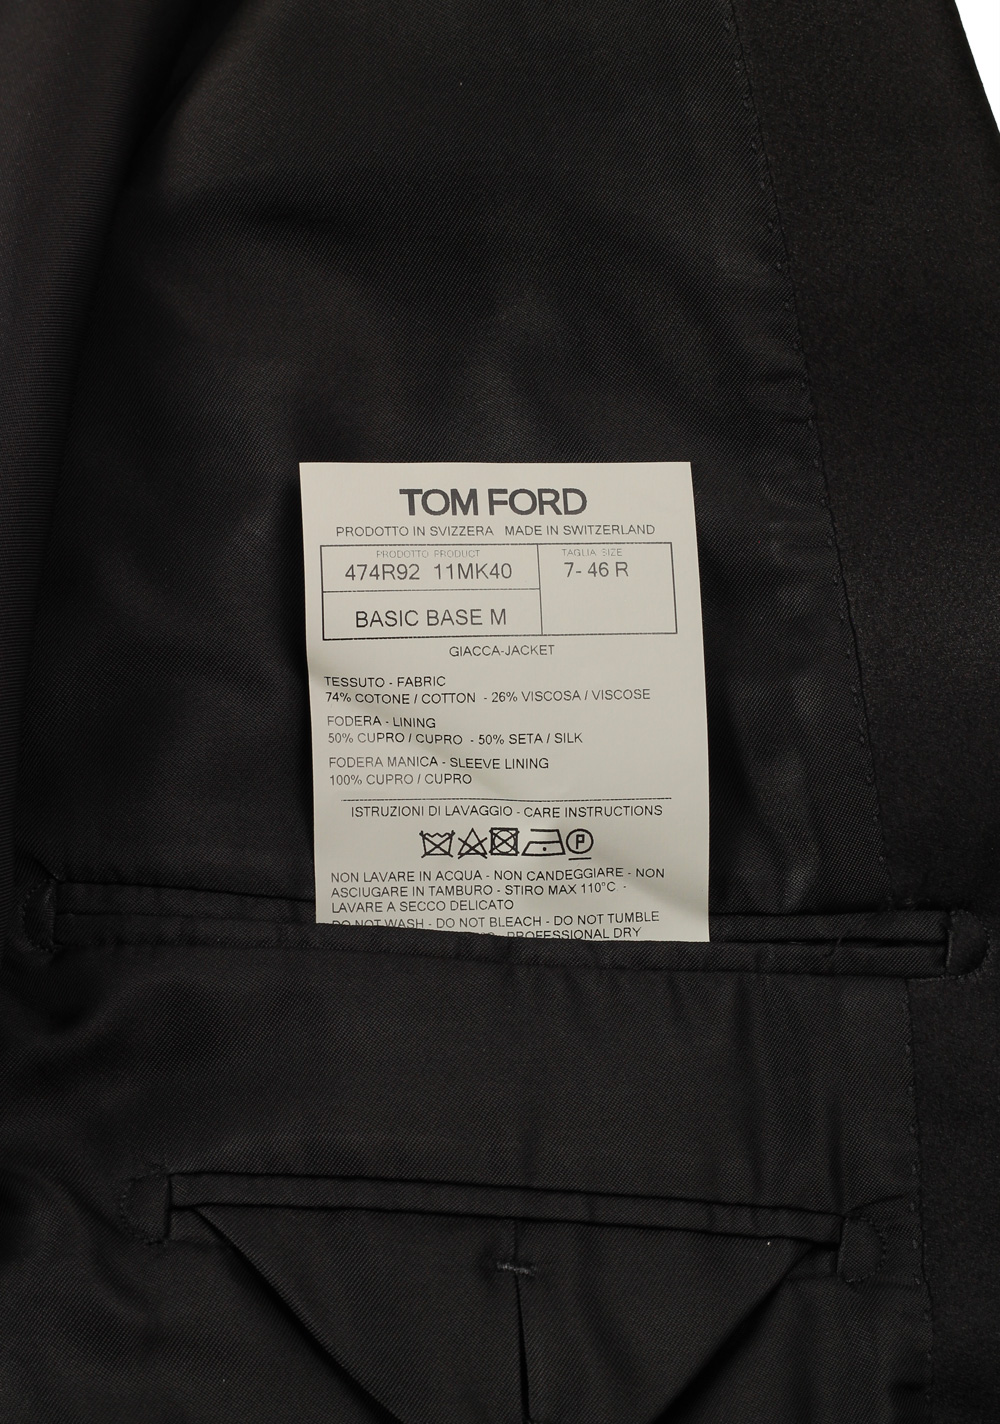 TOM FORD
PRODOTTO IN SVIZZERA MADE IN SWITZERLAND
PRODOTTO PRODUCT
TAGLIA SIZE
474R92 11MK40
7- 46 R
BASIC BASE M
GIACCA-JACKET
TESSUTO - FABRIC
74% COTONE / COTTON - 26% VISCOSA / VISCOSE
FODERA - LINING
50% CUPRO / CUPRO - 50% SETA / SILK
FODERA MANICA - SLEEVE LINING
100% CUPRO / CUPRO
ISTRUZIONI DI LAVAGGIO - CARE INSTRUCTIONS
P
NON LAVARE IN ACQUA - NON CANDEGGIARE - NON
ASCIUGARE IN TAMBURO - STIRO MAX 110°C -
LAVARE A SECCO DELICATO
DO NOT WASH - DO NOT BLEACH - DO NOT TUMBLE
PROFESSIONAL DRY